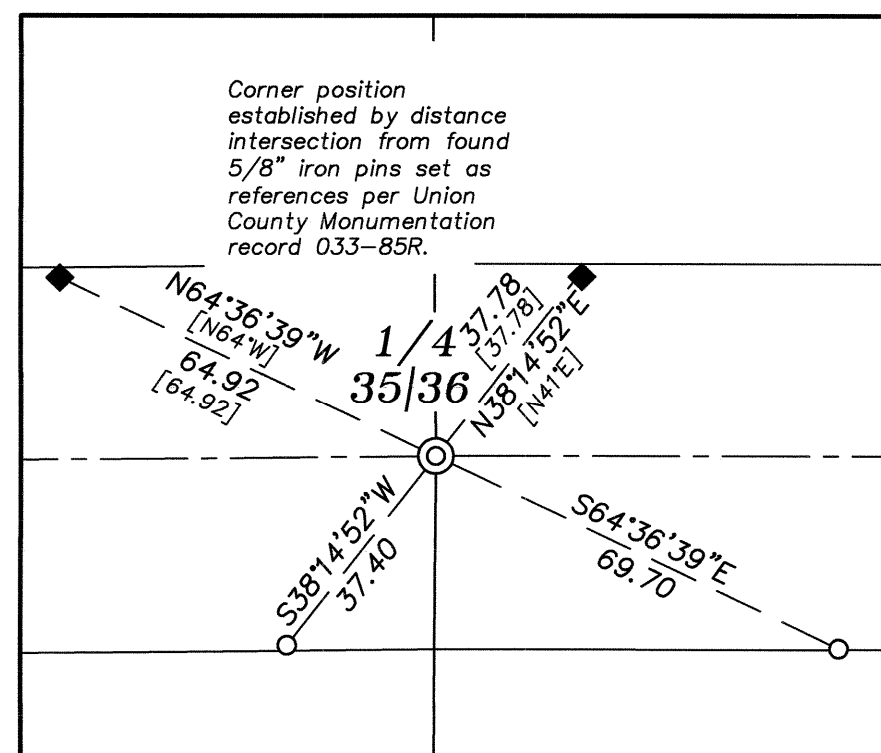 Corner position
established by distance
intersection from found
5/8" iron pins set as
references per Union
County Monumentation
record 033-85R.
N64°36'39"W
[N64°W]
64.92
[64.92]
1/4
35|36
37.78
[37.78]
N38°14'52"E
[N41°E]
S38°14'52"W
37.40
S64°36'39"E
69.70